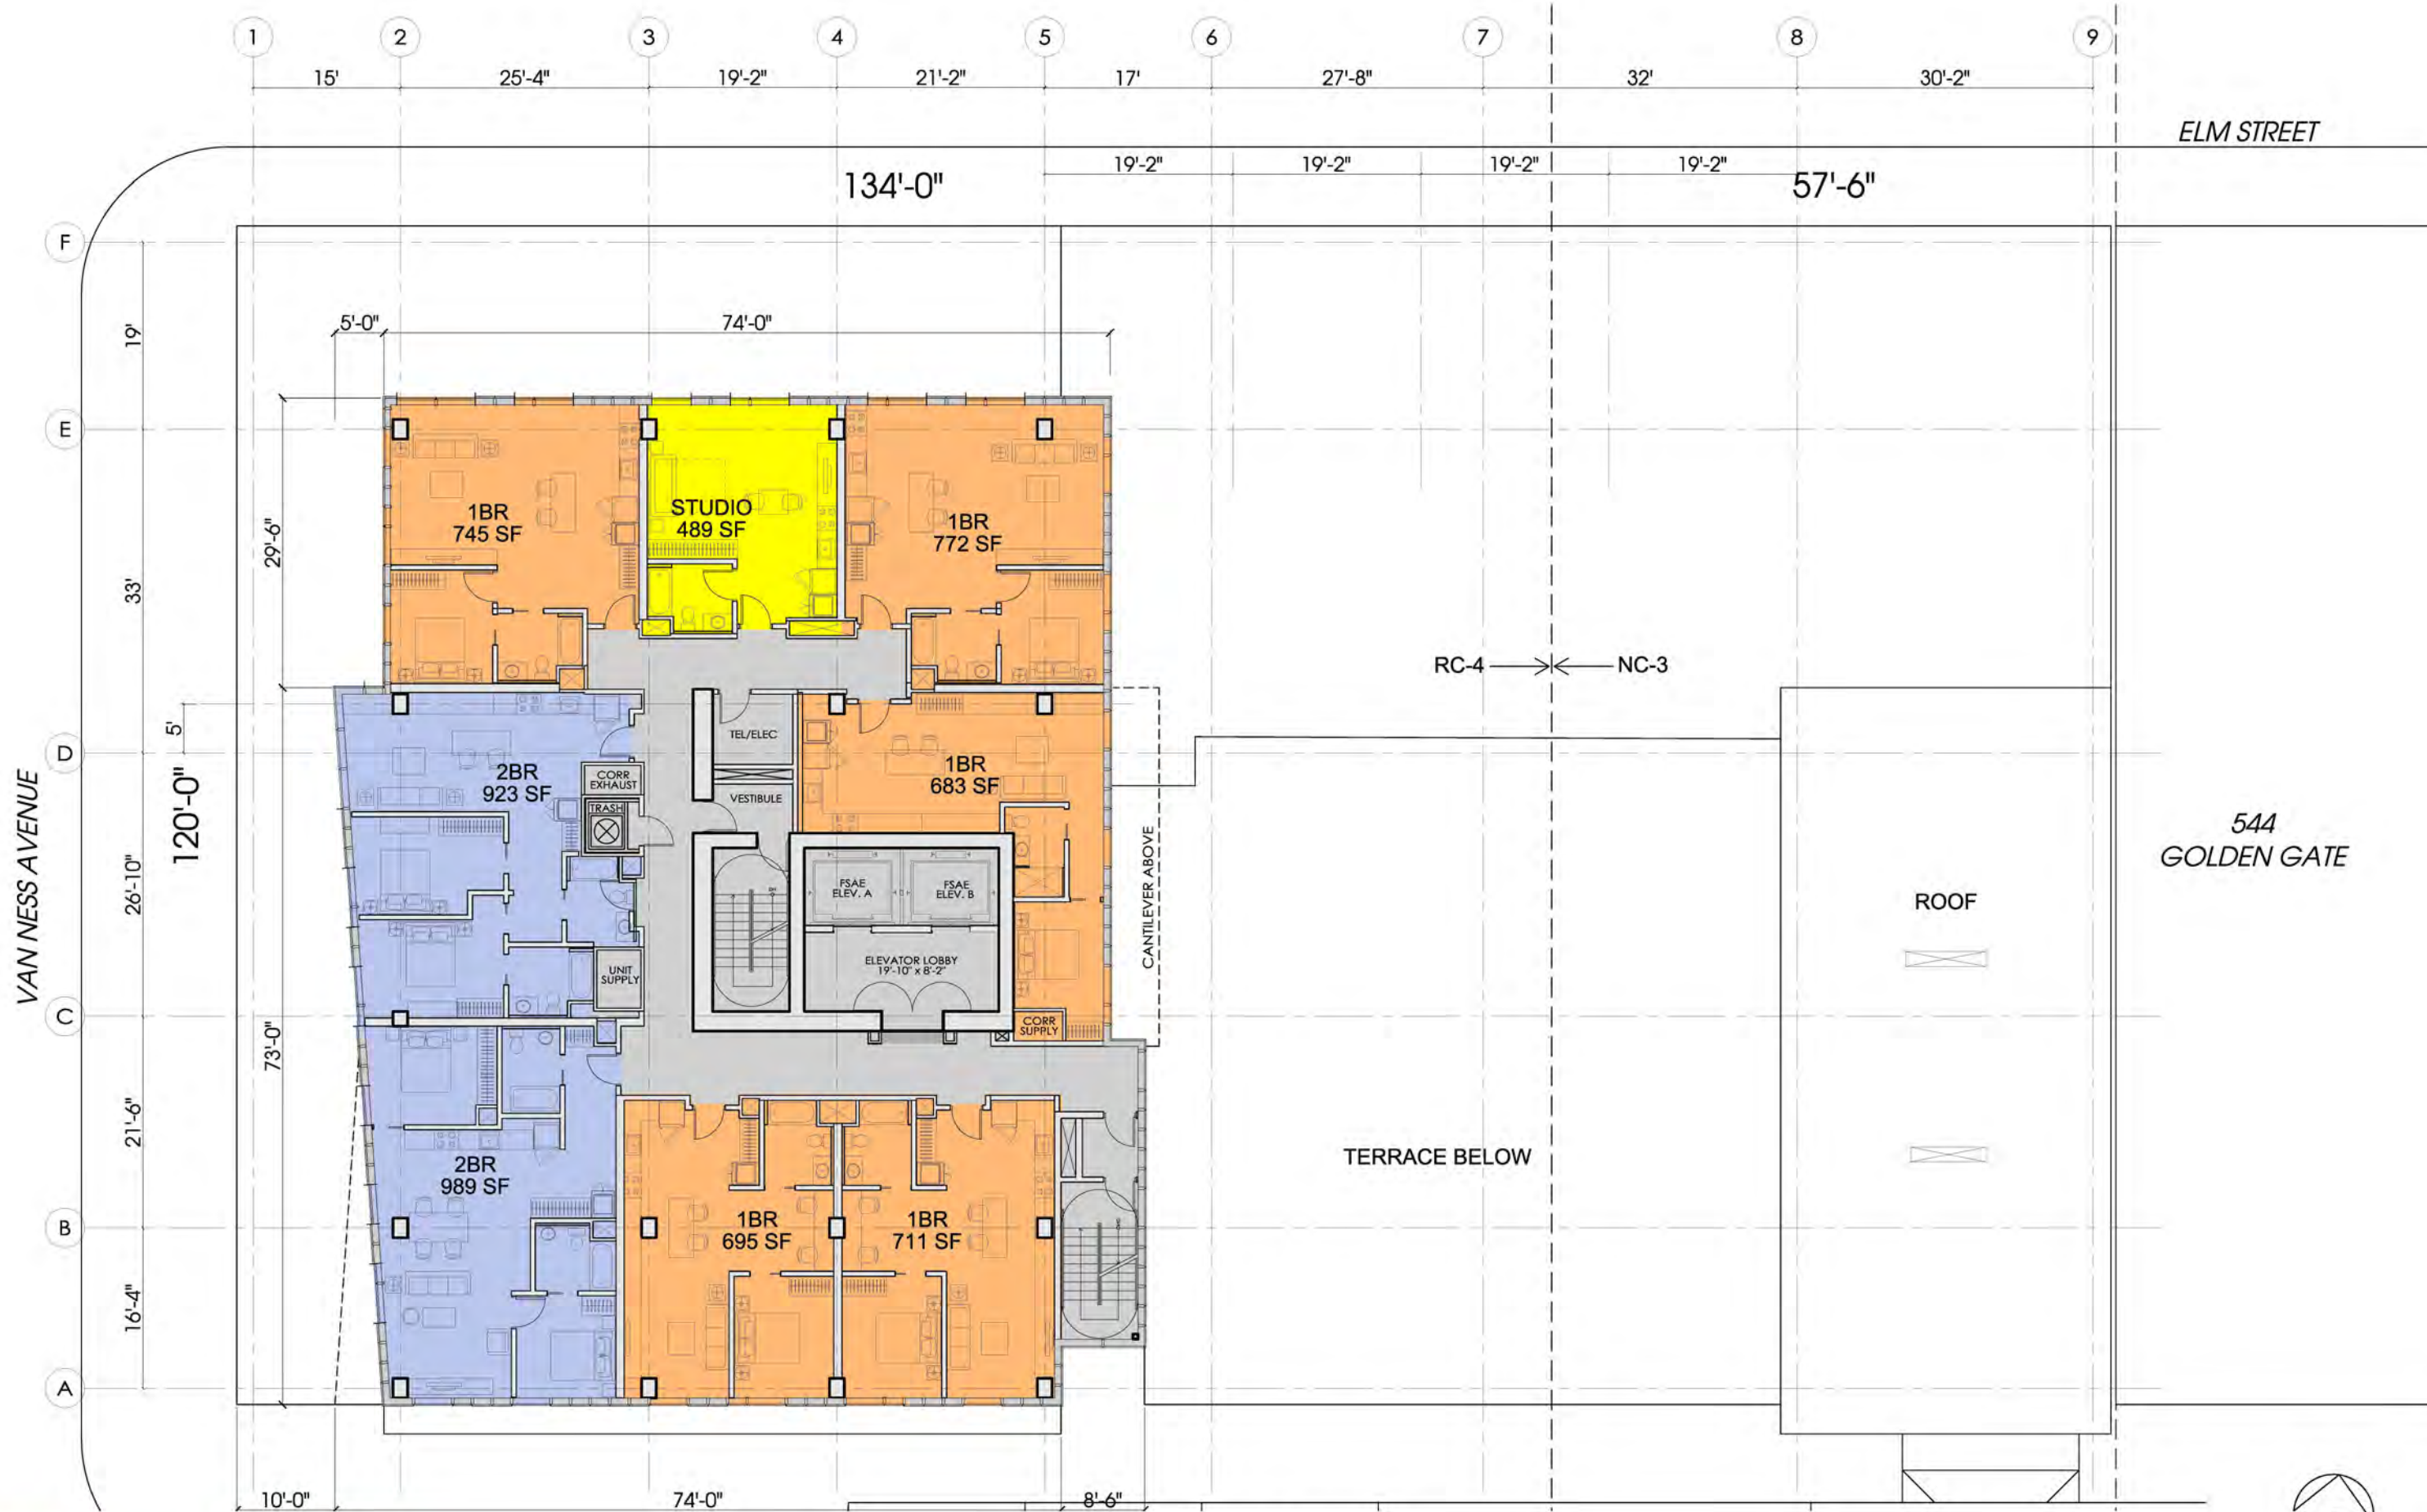 1 2 3 4 5 6 7 8 9
15' 25'-4" 19'-2" 21'-2" 17' 27'-8" 32' 30'-2"
ELM STREET
19'-2" 19'-2" 19'-2" 19'-2"
134'-0" 57'-6"
F
19'
5'-0" 74'-0"
E
29'-6"
33'
1BR
745 SF
STUDIO
489 SF
1BR
772 SF
RC-4 NC-3
5'
D
120'-0"
VAN NESS AVENUE
26'-10"
73'-0"
2BR
923 SF
CORR
EXHAUST
TRASH
TEL/ELEC
VESTIBULE
1BR
683 SF
FSAE
ELEV. A
FSAE
ELEV. B
ELEVATOR LOBBY
19'-10" x 8'-2"
UNIT
SUPPLY
CORR
SUPPLY
CANTILEVER ABOVE
544
GOLDEN GATE
ROOF
C
21'-6"
2BR
989 SF
1BR
695 SF
1BR
711 SF
TERRACE BELOW
B
16'-4"
A
10'-0" 74'-0" 8'-6"